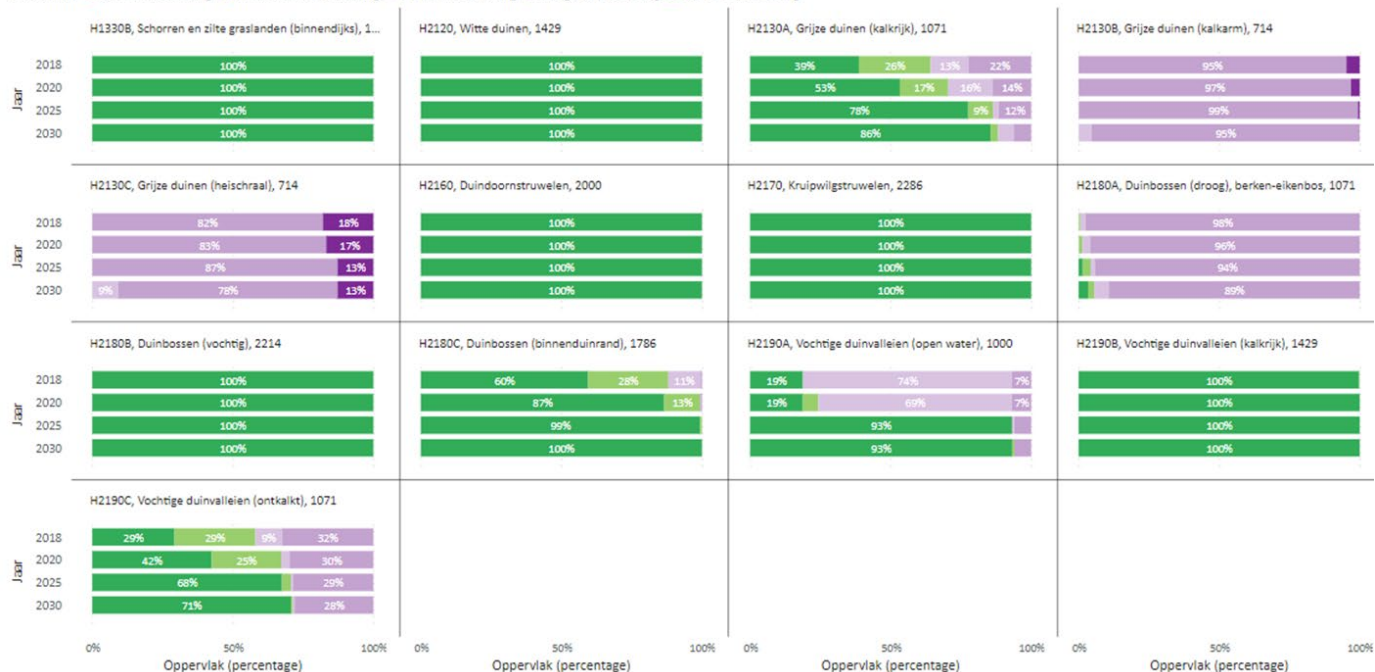 H1330B, Schorren en zilte graslanden (binnendijks), 1...
H2120, Witte duinen, 1429
H2130A, Grijze duinen (kalkrijk), 1071
H2130B, Grijze duinen (kalkarm), 714
Jaar
2018 100% 100% 39% 26% 13% 22% 95%
2020 100% 100% 53% 17% 16% 14% 97%
2025 100% 100% 78% 9% 12% 99%
2030 100% 100% 86% 95%
H2130C, Grijze duinen (heischraal), 714
H2160, Duindoornstruwelen, 2000
H2170, Kruipwilgstruwelen, 2286
H2180A, Duinbossen (droog), berken-eikenbos, 1071
Jaar
2018 82% 18% 100% 100% 98%
2020 83% 17% 100% 100% 96%
2025 87% 13% 100% 100% 94%
2030 9% 78% 13% 100% 100% 89%
H2180B, Duinbossen (vochtig), 2214
H2180C, Duinbossen (binnenduinrand), 1786
H2190A, Vochtige duinvalleien (open water), 1000
H2190B, Vochtige duinvalleien (kalkrijk), 1429
Jaar
2018 100% 60% 28% 11% 19% 74% 7% 100%
2020 100% 87% 13% 19% 69% 7% 100%
2025 100% 99% 93% 100%
2030 100% 100% 93% 100%
H2190C, Vochtige duinvalleien (ontkalkt), 1071
Jaar
2018 29% 29% 9% 32%
2020 42% 25% 30%
2025 68% 29%
2030 71% 28%
0% 50% 100% 0% 50% 100% 0% 50% 100% 0% 50% 100%
Oppervlak (percentage) Oppervlak (percentage) Oppervlak (percentage) Oppervlak (percentage)